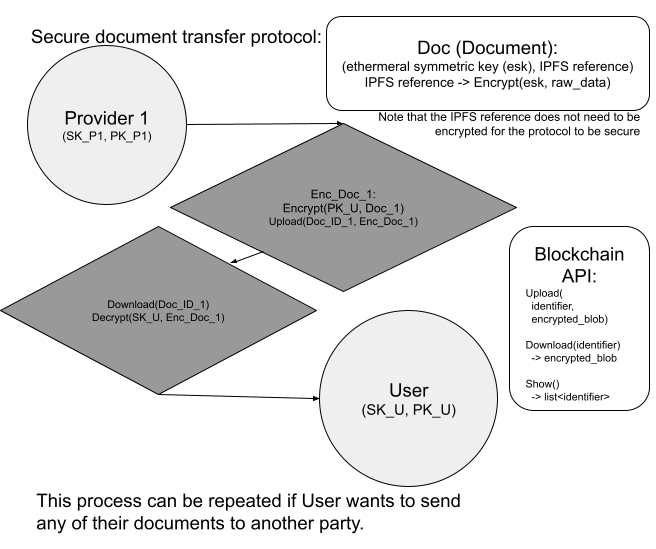 Secure document transfer protocol:
Doc (Document):
(ethermeral symmetric key (esk), IPFS reference)
IPFS reference -> Encrypt(esk, raw_data)
Note that the IPFS reference does not need to be
encrypted for the protocol to be secure
Provider 1
(SK_P1, PK_P1)
Enc_Doc_1:
Encrypt(PK_U, Doc_1)
Upload(Doc_ID_1, Enc_Doc_1)
Download(Doc_ID_1)
Decrypt(SK_U, Enc_Doc_1)
Blockchain
API:
Upload(
identifier,
encrypted_blob)
Download(identifier)
-> encrypted_blob
Show()
-> list<identifier>
User
(SK_U, PK_U)
This process can be repeated if User wants to send
any of their documents to another party.